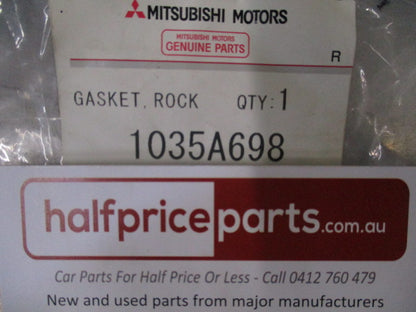 MITSUBISHI MOTORS
MITSUBISHI MOTORS
GENUINE PARTS
R
GASKET, ROCK QTY: 1
1035A698
halfpriceparts.com.au
Car Parts For Half Price Or Less - Call 0412 760 479
New and used parts from major manufacturers